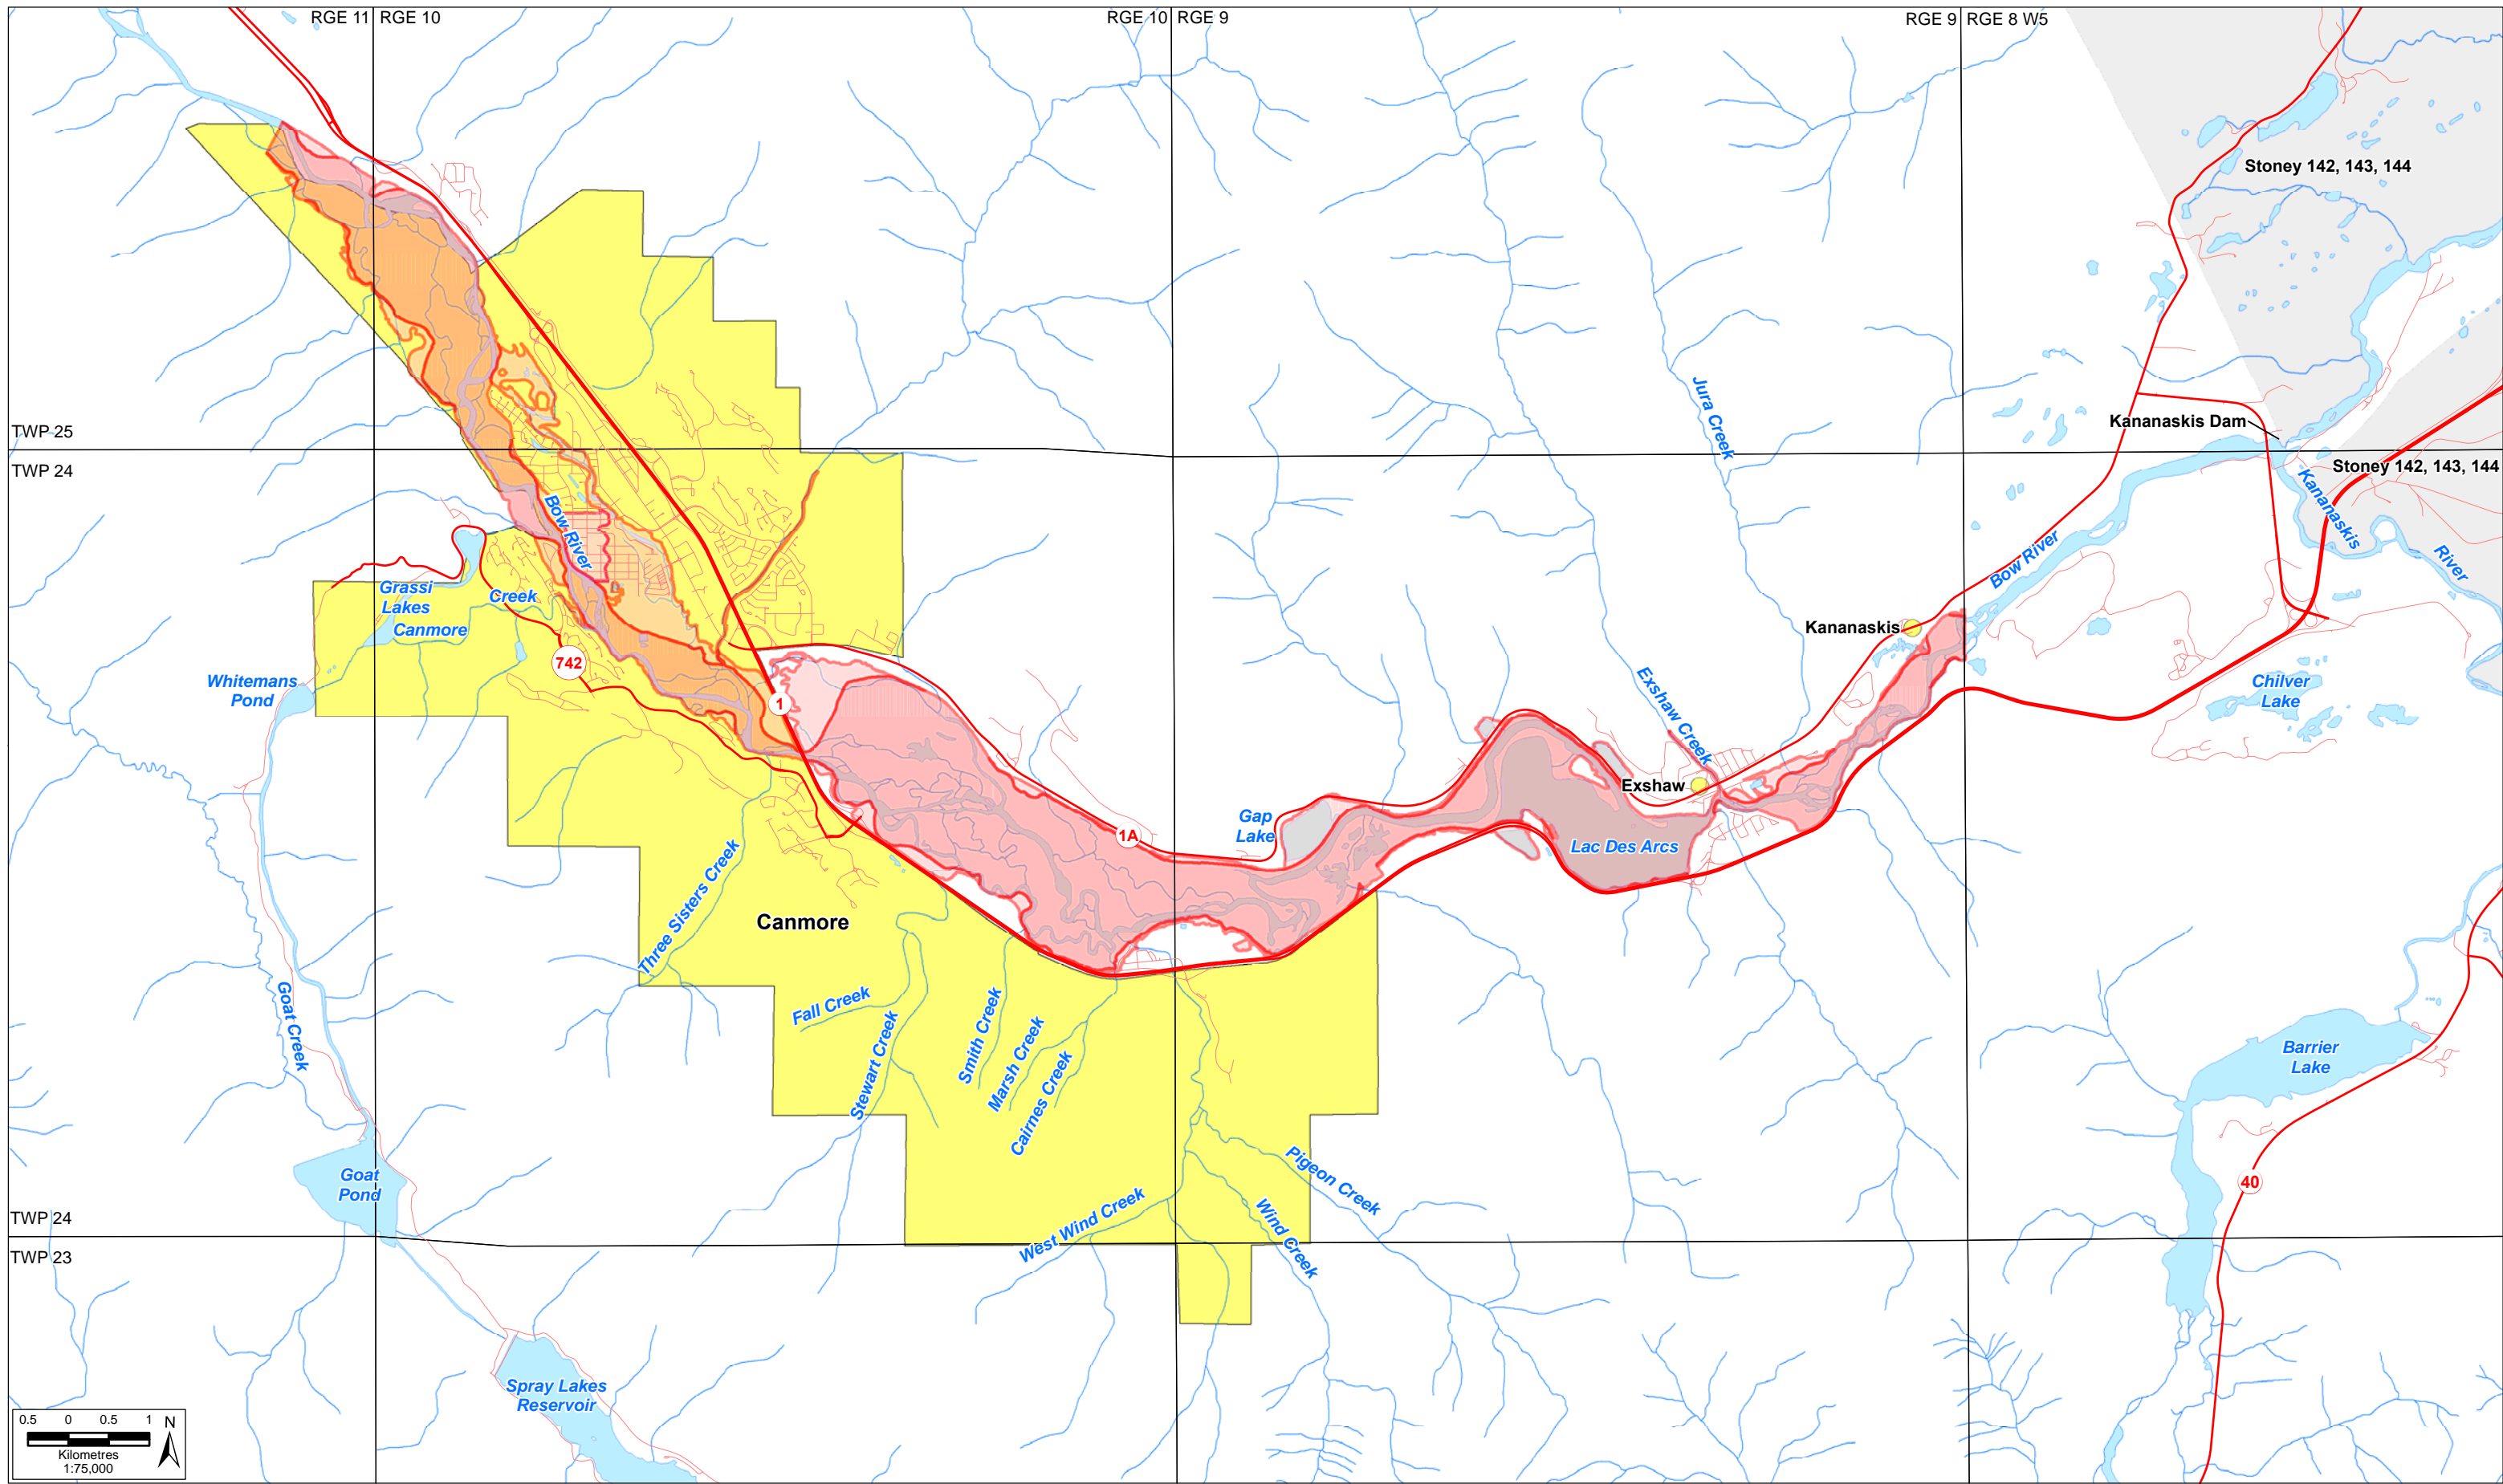 RGE 11
RGE 10
RGE 10
RGE 9
RGE 9
RGE 8 W5
Stoney 142, 143, 144
Jura Creek
TWP 25
TWP 24
Kananaskis Dam
Stoney 142, 143, 144
Kananaskis
River
Bow River
Bow River
Grassi
Lakes
Creek
Canmore
742
Kananaskis
Whitemans
Pond
1
Exshaw Creek
Chilver
Lake
Exshaw
Gap
Lake
1A
Lac Des Arcs
Three Sisters Creek
Canmore
Goat Creek
Fall Creek
Stewart Creek
Smith Creek
Marsh Creek
Cairnes Creek
Barrier
Lake
Goat
Pond
Pigeon Creek
40
West Wind Creek
Wind Creek
TWP 24
TWP 23
Spray Lakes
Reservoir
0.5 0 0.5 1 N
Kilometres
1:75,000